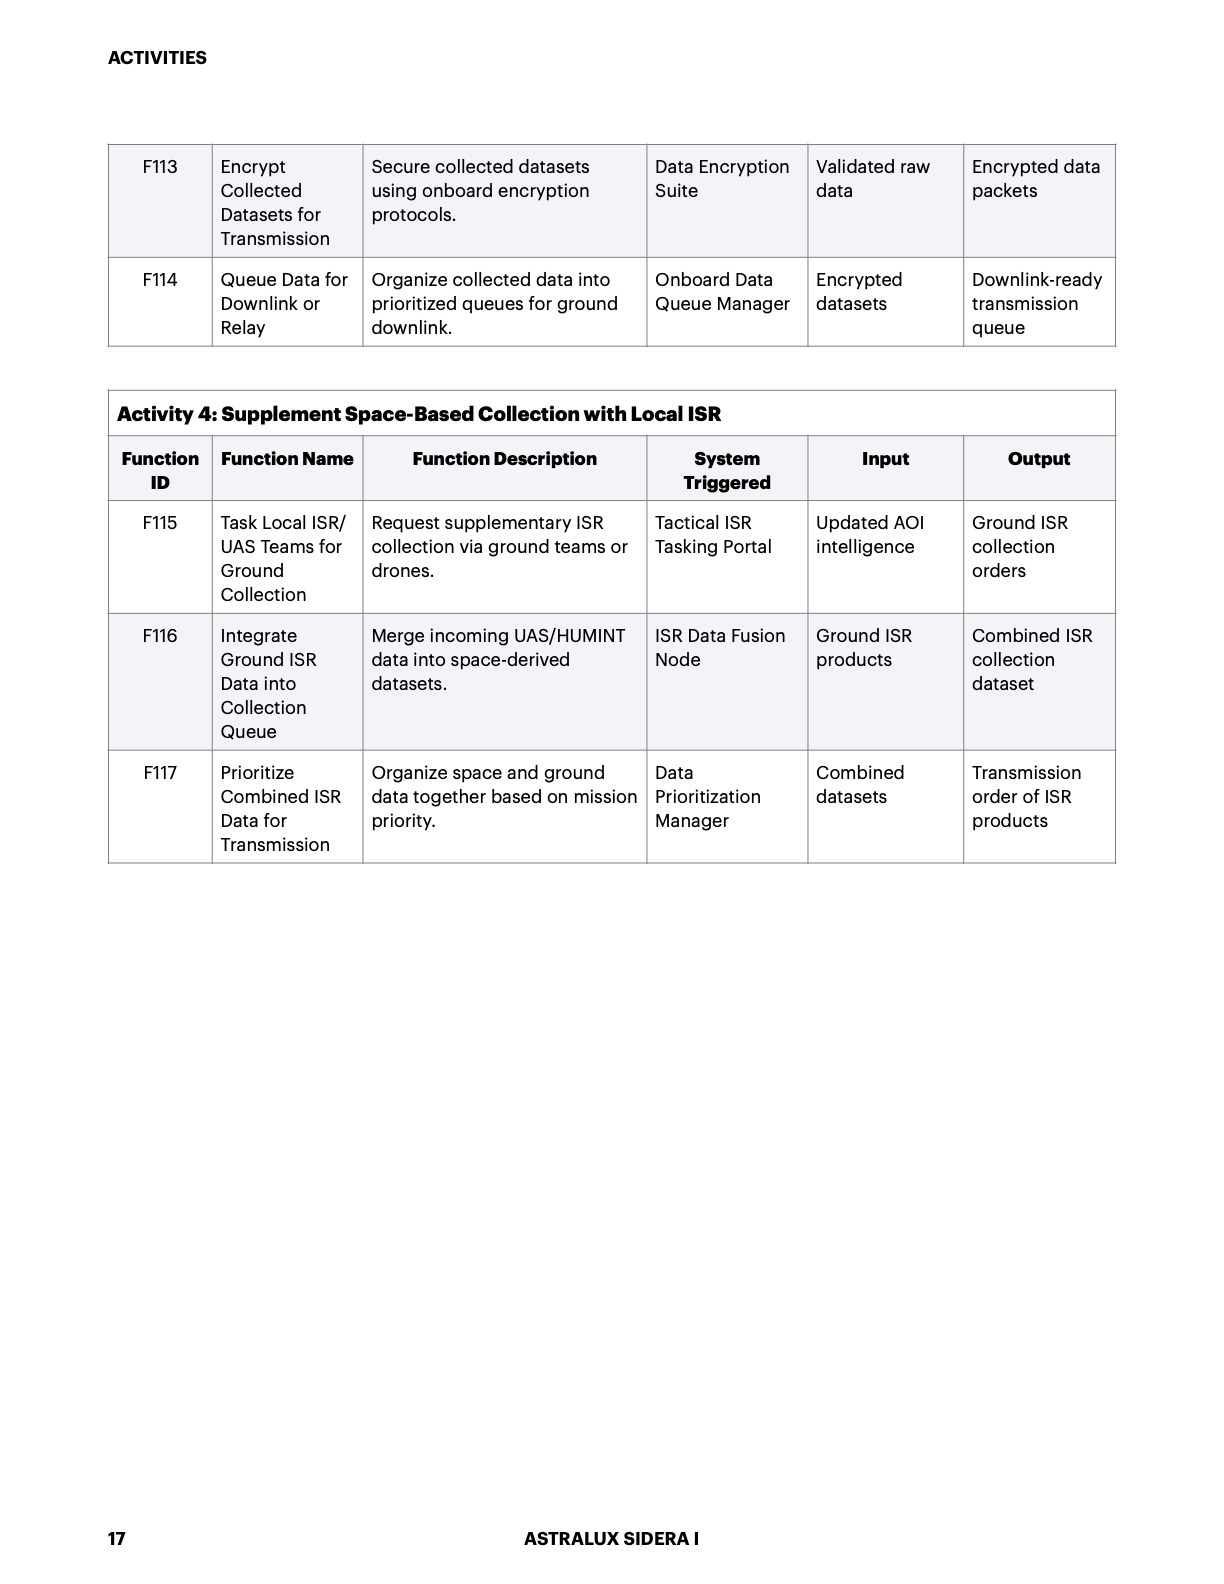 ACTIVITIES
F113
Encrypt
Collected
Datasets for
Transmission
Secure collected datasets
using onboard encryption
protocols.
Data Encryption
Suite
Validated raw
data
Encrypted data
packets
F114
Queue Data for
Downlink or
Relay
Organize collected data into
prioritized queues for ground
downlink.
Onboard Data
Queue Manager
Encrypted
datasets
Downlink-ready
transmission
queue
Activity 4: Supplement Space-Based Collection with Local ISR
Function
ID
Function Name
Function Description
System
Triggered
Input
Output
F115
Task Local ISR/
UAS Teams for
Ground
Collection
Request supplementary ISR
collection via ground teams or
drones.
Tactical ISR
Tasking Portal
Updated AOI
intelligence
Ground ISR
collection
orders
F116
Integrate
Ground ISR
Data into
Collection
Queue
Merge incoming UAS/HUMINT
data into space-derived
datasets.
ISR Data Fusion
Node
Ground ISR
products
Combined ISR
collection
dataset
F117
Prioritize
Combined ISR
Data for
Transmission
Organize space and ground
data together based on mission
priority.
Data
Prioritization
Manager
Combined
datasets
Transmission
order of ISR
products
17
ASTRALUX SIDERA I